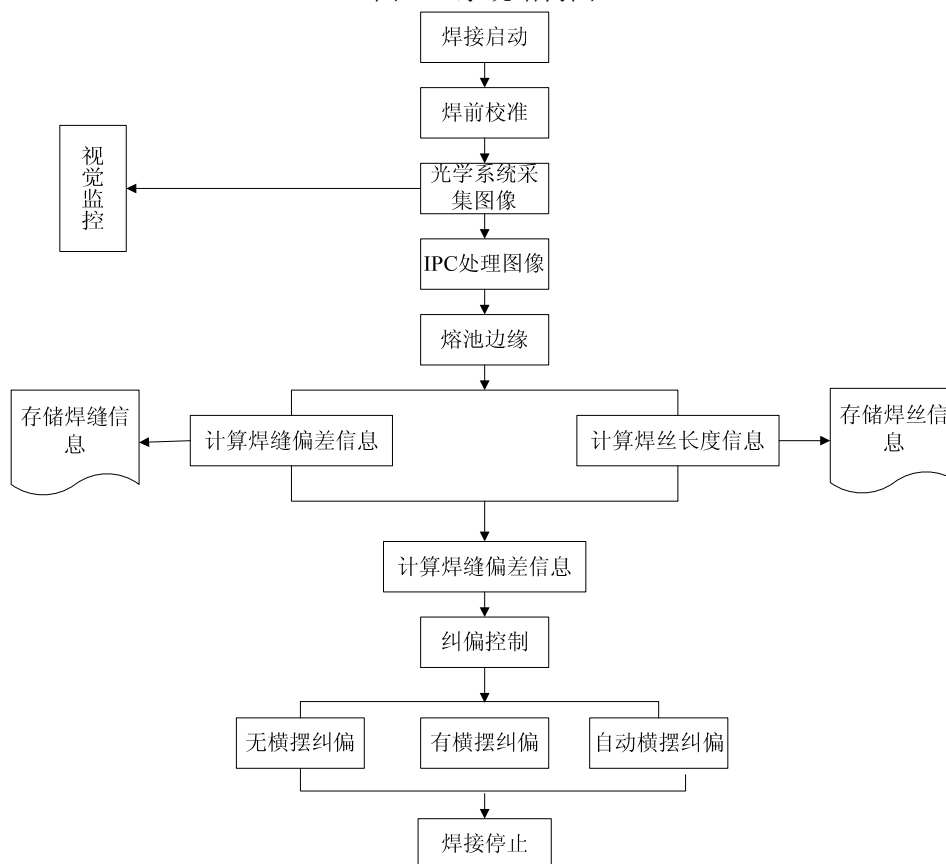 焊接启动
焊前校准
视
觉
监
控
光学系统采
集图像
IPC处理图像
熔池边缘
存储焊缝信
息
计算焊缝偏差信息
计算焊丝长度信息
存储焊丝信
息
计算焊缝偏差信息
纠偏控制
无横摆纠偏
有横摆纠偏
自动横摆纠偏
焊接停止